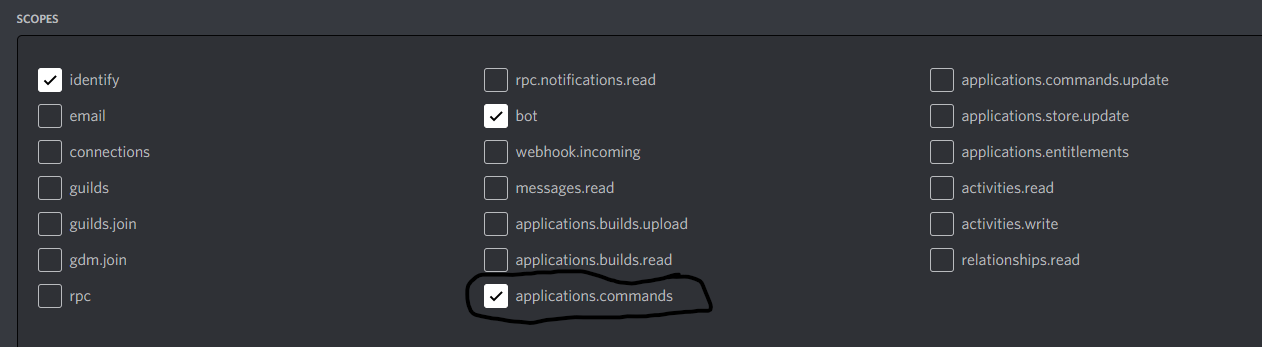 SCOPES
identify
email
connections
guilds
guilds.join
gdm.join
rpc
rpc.notifications.read
bot
webhook.incoming
messages.read
applications.builds.upload
applications.builds.read
applications.commands
applications.commands.update
applications.store.update
applications.entitlements
activities.read
activities.write
relationships.read